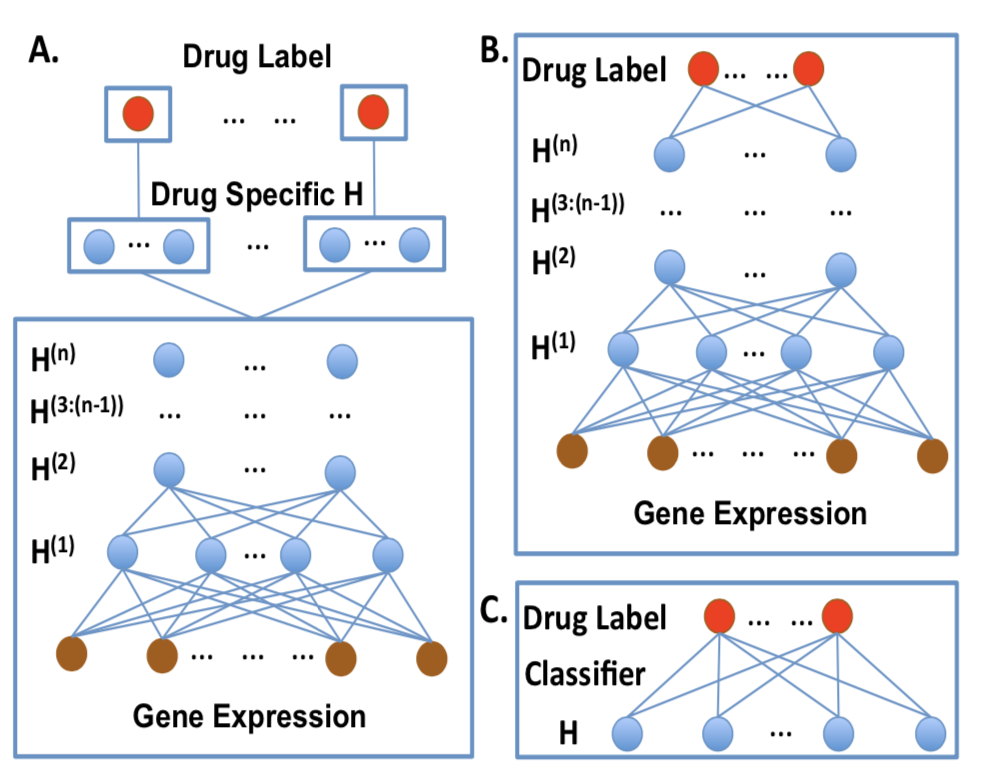 A.
Drug Label
... ...
Drug Specific H
... ... ...
H(n) ...
H(3:(n-1)) ... ... ...
H(2) ...
H(1) ...
... ... ...
Gene Expression
B.
Drug Label ... ...
H(n) ...
H(3:(n-1)) ... ... ...
H(2) ...
H(1) ...
... ... ...
Gene Expression
C.
Drug Label ... ...
Classifier
H ...